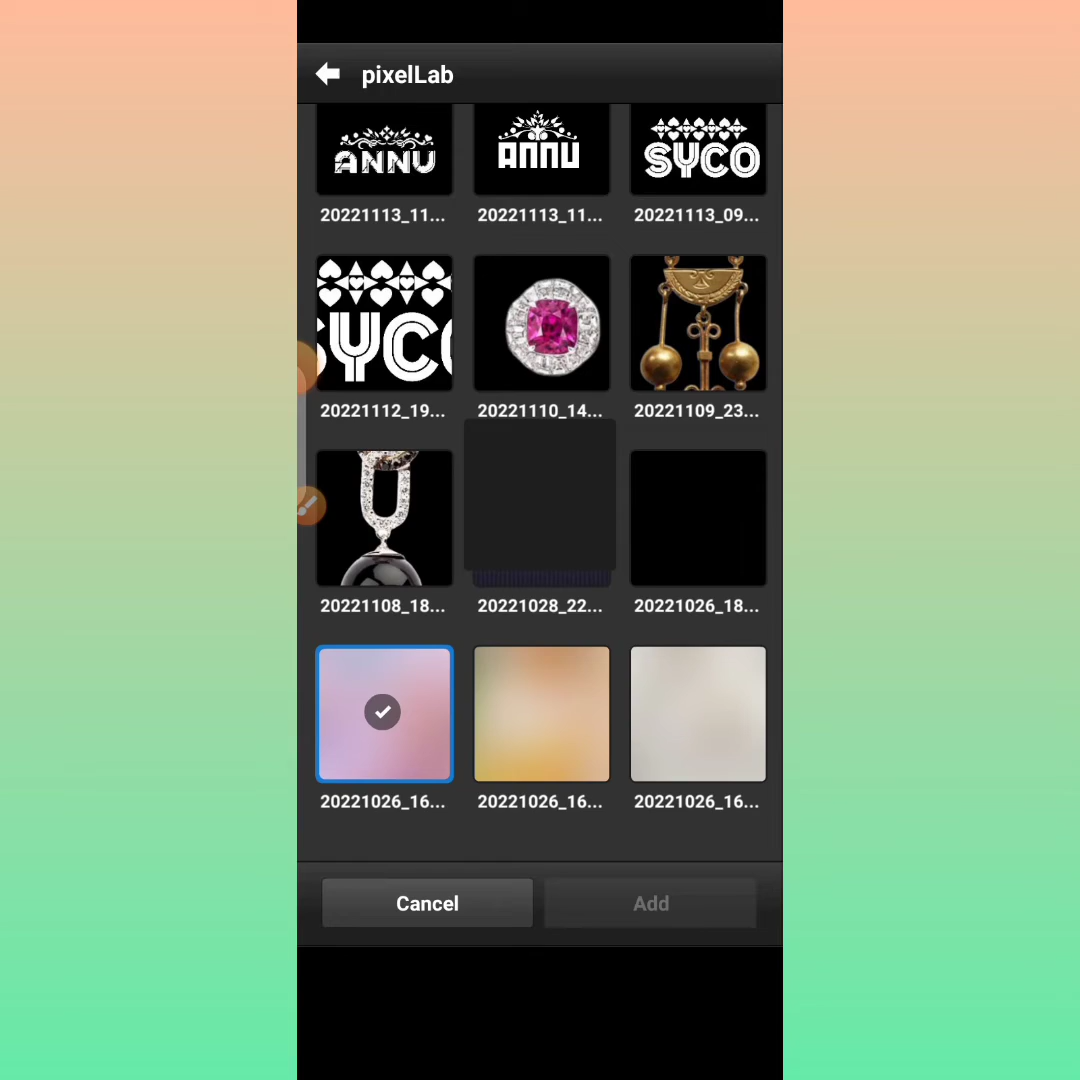 pixelLab
ANNU
ANNU
SYCO
20221113_11...
20221113_11...
20221113_09...
SYCO
20221112_19...
20221110_14...
20221109_23...
20221108_18...
20221028_22...
20221026_18...
20221026_16...
20221026_16...
20221026_16...
Cancel
Add